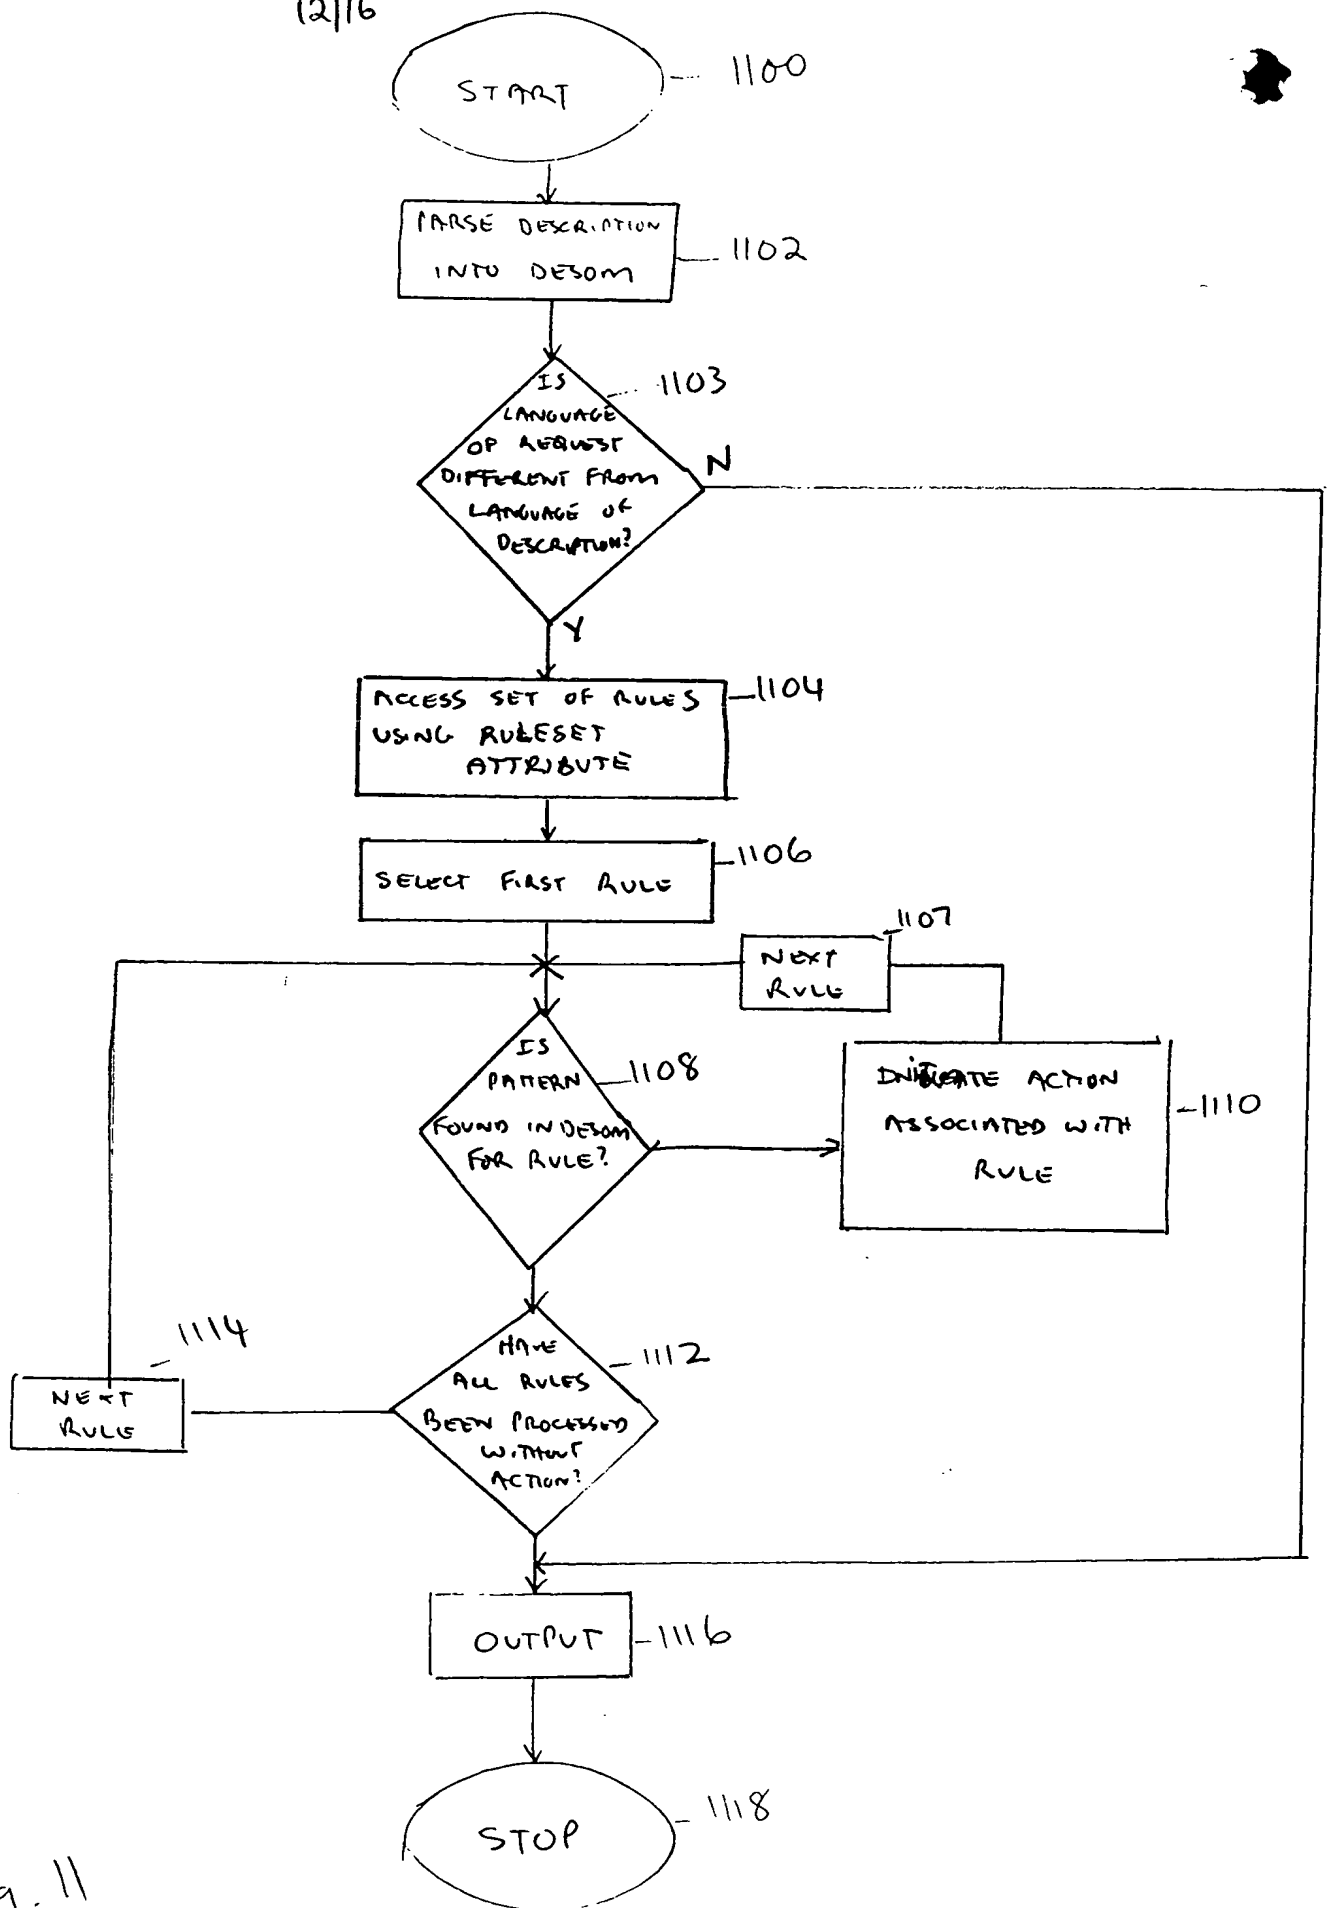 12/16
START
1100
PARSE DESCRIPTION
INTO DESOM
1102
IS
LANGUAGE
OF REQUEST
DIFFERENT FROM
LANGUAGE OF
DESCRIPTION?
1103
N
Y
ACCESS SET OF RULES
USING RULESET
ATTRIBUTE
1104
SELECT FIRST RULE
1106
1107
NEXT
RULE
IS
PATTERN
FOUND IN DESOM
FOR RULE?
1108
INITIATE ACTION
ASSOCIATED WITH
RULE
1110
1114
NEXT
RULE
HAVE
ALL RULES
BEEN PROCESSED
WITHOUT
ACTION?
1112
OUTPUT
1116
STOP
1118
g. 11